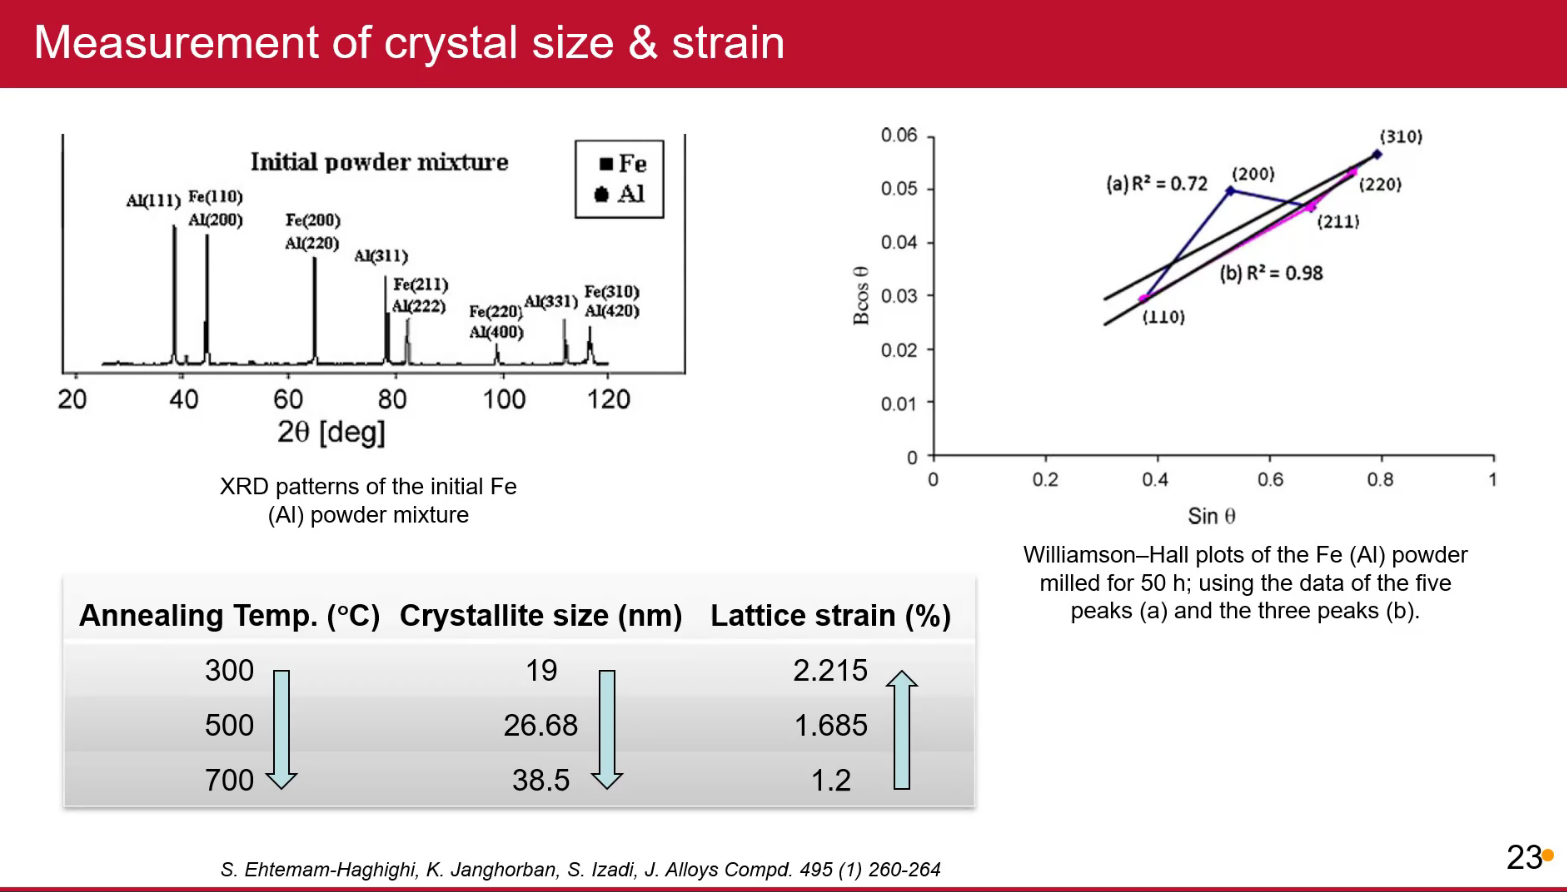 Measurement of crystal size & strain
Initial powder mixture
Fe
Al
Al(111)
Fe(110)
Al(200)
Fe(200)
Al(220)
Al(311)
Fe(211)
Al(222)
Fe(220)
Al(400)
Al(331)
Fe(310)
Al(420)
20 40 60 80 100 120
2θ [deg]
XRD patterns of the initial Fe
(Al) powder mixture
0.06
0.05
0.04
0.03
0.02
0.01
0
Bcos θ
(a) R² = 0.72
(200)
(310)
(220)
(211)
(b) R² = 0.98
(110)
0 0.2 0.4 0.6 0.8 1
Sin θ
Williamson–Hall plots of the Fe (Al) powder
milled for 50 h; using the data of the five
peaks (a) and the three peaks (b).
Annealing Temp. (°C) Crystallite size (nm) Lattice strain (%)
300 19 2.215
500 26.68 1.685
700 38.5 1.2
S. Ehtemam-Haghighi, K. Janghorban, S. Izadi, J. Alloys Compd. 495 (1) 260-264
23